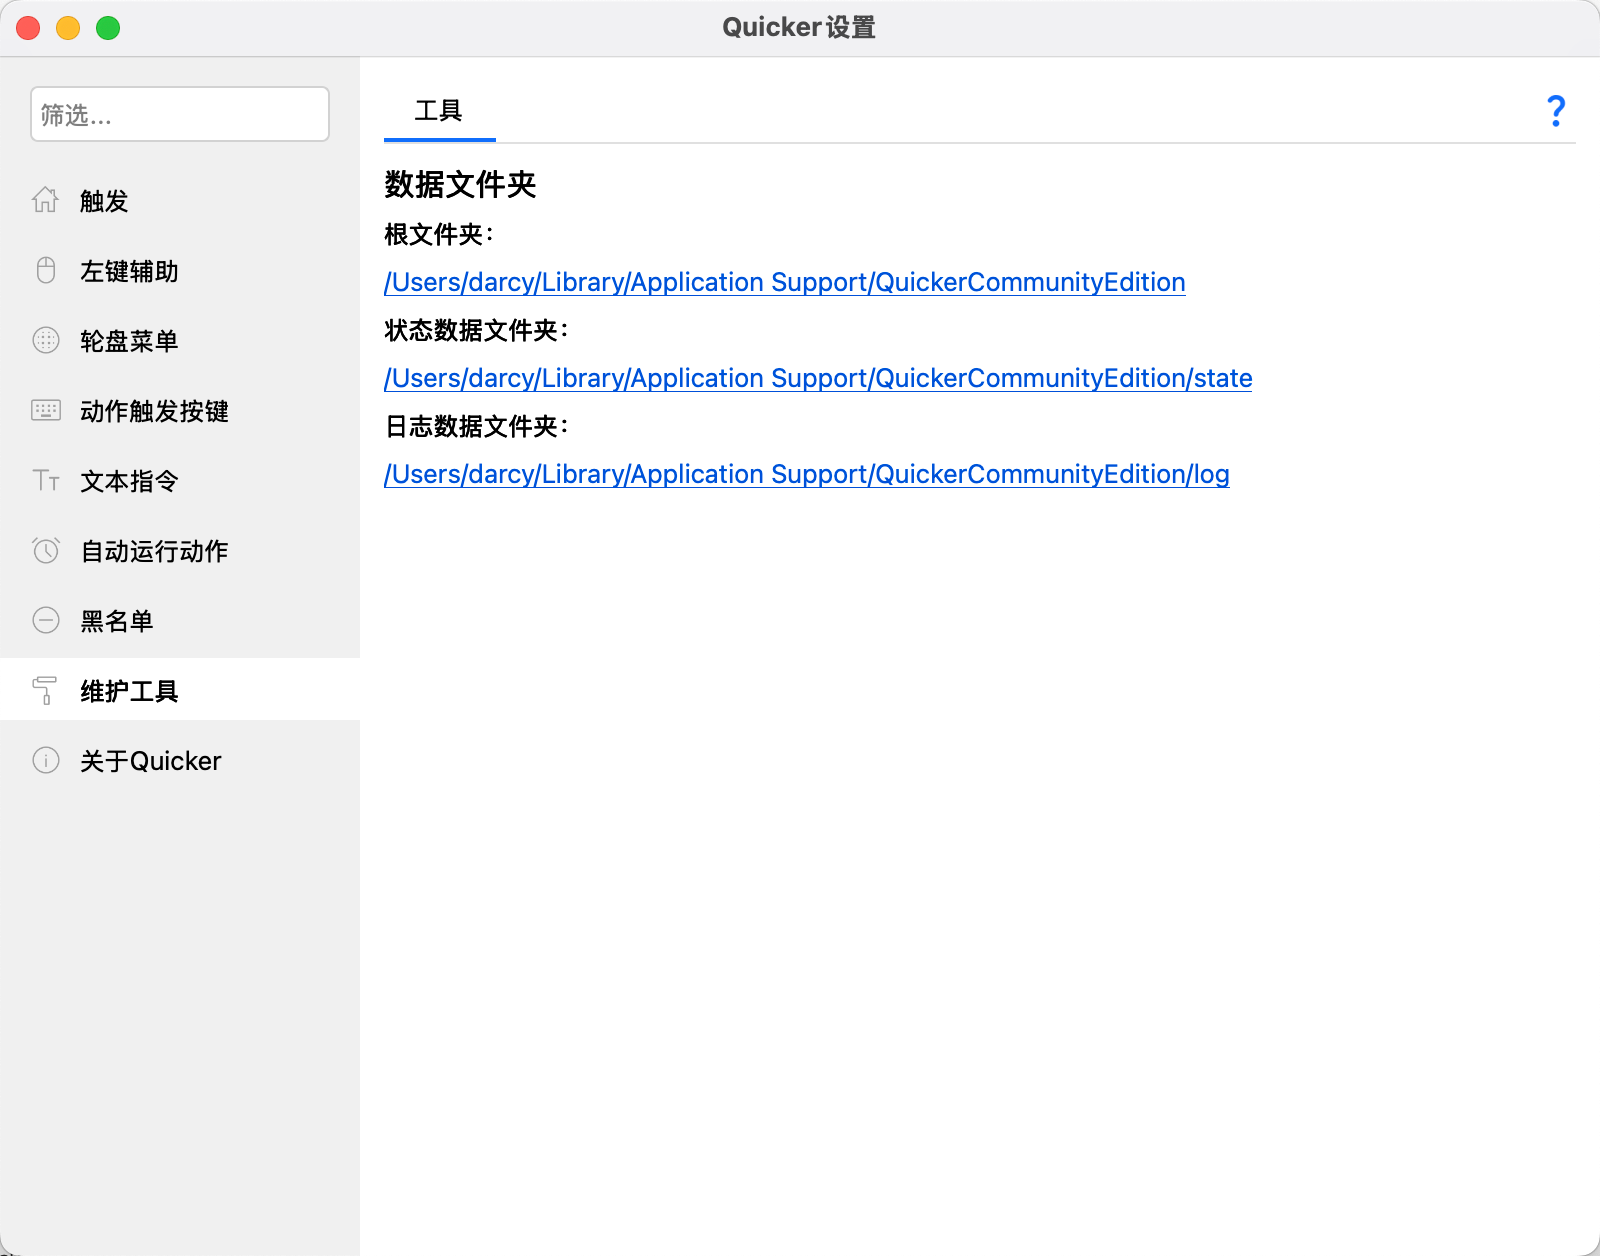 Quicker设置
筛选...
触发
左键辅助
轮盘菜单
动作触发按键
文本指令
自动运行动作
黑名单
维护工具
关于Quicker
工具
?
数据文件夹
根文件夹：
/Users/darcy/Library/Application Support/QuickerCommunityEdition
状态数据文件夹：
/Users/darcy/Library/Application Support/QuickerCommunityEdition/state
日志数据文件夹：
/Users/darcy/Library/Application Support/QuickerCommunityEdition/log